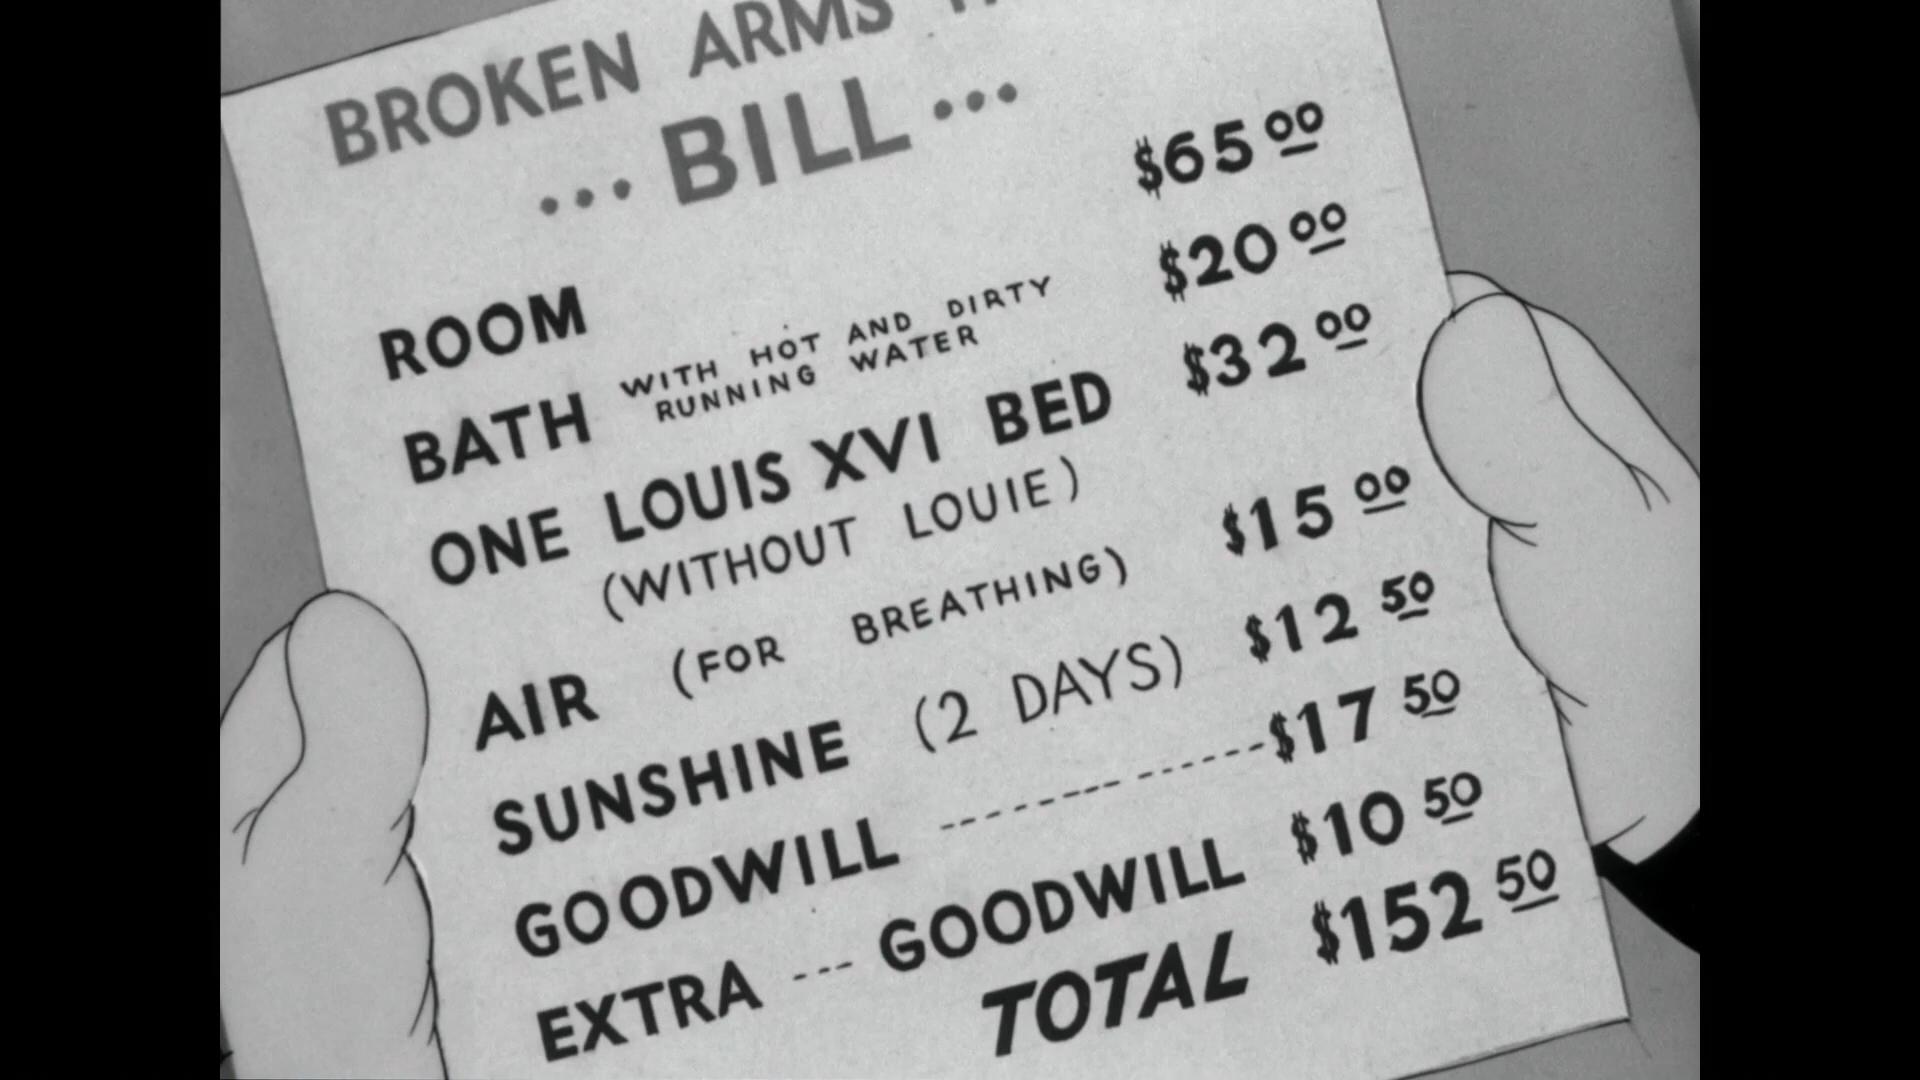 BROKEN ARMS
... BILL ...
ROOM $65 00
BATH WITH HOT AND DIRTY $20 00
RUNNING WATER
ONE LOUIS XVI BED $32 00
(WITHOUT LOUIE)
AIR (FOR BREATHING) $15 00
SUNSHINE (2 DAYS) $12 50
GOODWILL ---------------- $17 50
EXTRA --- GOODWILL $10 50
TOTAL $152 50